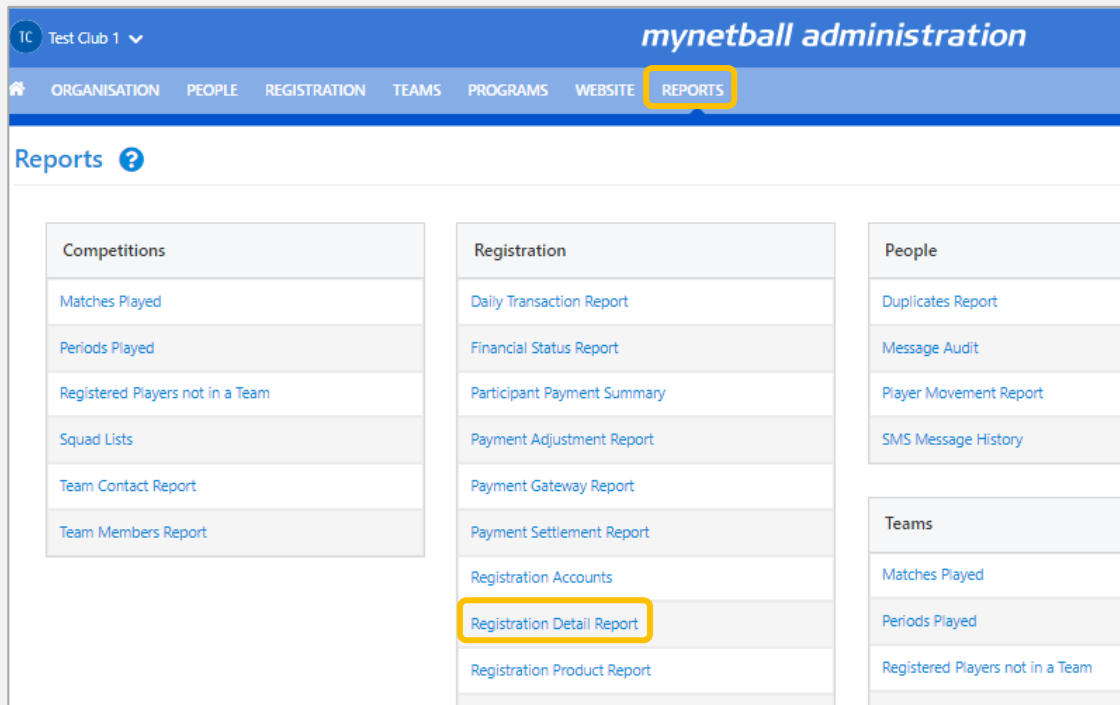 TC Test Club 1
mynetball administration
ORGANISATION PEOPLE REGISTRATION TEAMS PROGRAMS WEBSITE REPORTS
Reports ?
Competitions
Matches Played
Periods Played
Registered Players not in a Team
Squad Lists
Team Contact Report
Team Members Report
Registration
Daily Transaction Report
Financial Status Report
Participant Payment Summary
Payment Adjustment Report
Payment Gateway Report
Payment Settlement Report
Registration Accounts
Registration Detail Report
Registration Product Report
People
Duplicates Report
Message Audit
Player Movement Report
SMS Message History
Teams
Matches Played
Periods Played
Registered Players not in a Team